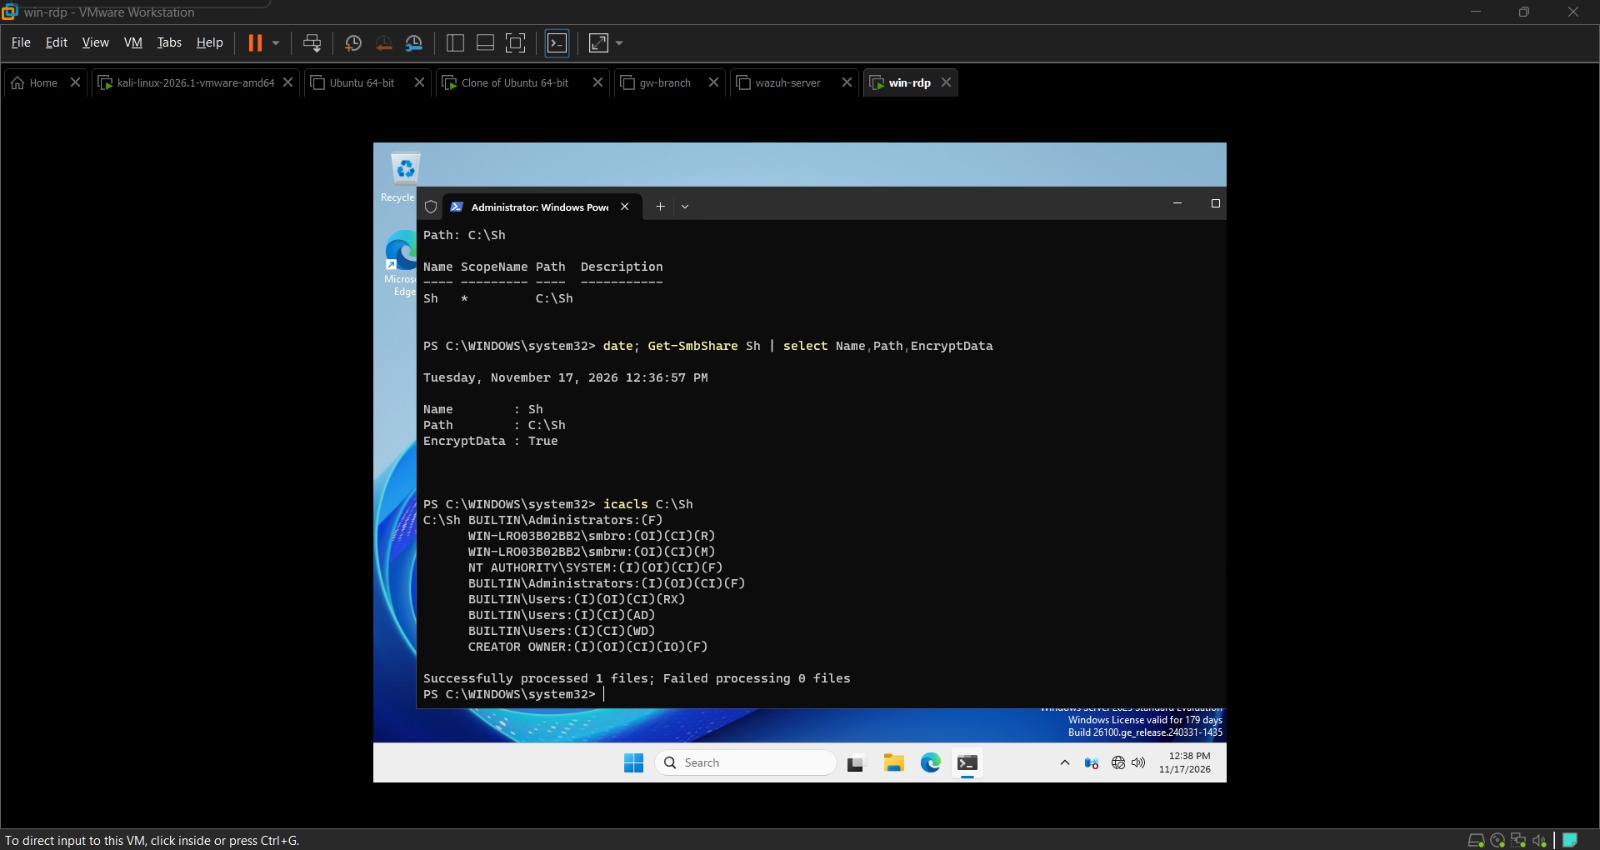 win-rdp - VMware Workstation
File Edit View VM Tabs Help
Home kali-linux-2026.1-vmware-amd64 Ubuntu 64-bit Clone of Ubuntu 64-bit gw-branch wazuh-server win-rdp
Recycle
Administrator: Windows Powe
Micros
Edge
Path: C:\Sh
Name ScopeName Path Description
---- --------- ---- -----------
Sh * C:\Sh
PS C:\WINDOWS\system32> date; Get-SmbShare Sh | select Name,Path,EncryptData
Tuesday, November 17, 2026 12:36:57 PM
Name : Sh
Path : C:\Sh
EncryptData : True
PS C:\WINDOWS\system32> icacls C:\Sh
C:\Sh BUILTIN\Administrators:(F)
WIN-LRO03B02BB2\smbro:(OI)(CI)(R)
WIN-LRO03B02BB2\smbrw:(OI)(CI)(M)
NT AUTHORITY\SYSTEM:(I)(OI)(CI)(F)
BUILTIN\Administrators:(I)(OI)(CI)(F)
BUILTIN\Users:(I)(OI)(CI)(RX)
BUILTIN\Users:(I)(CI)(AD)
BUILTIN\Users:(I)(CI)(WD)
CREATOR OWNER:(I)(OI)(CI)(IO)(F)
Successfully processed 1 files; Failed processing 0 files
PS C:\WINDOWS\system32>
Windows Server 2025 Standard Evaluation
Windows License valid for 179 days
Build 26100.ge_release.240331-1435
Search
12:38 PM
11/17/2026
To direct input to this VM, click inside or press Ctrl+G.